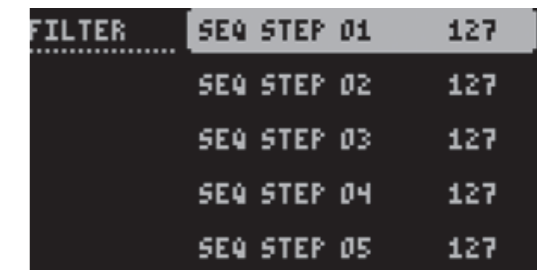 FILTER SEQ STEP 01 127
SEQ STEP 02 127
SEQ STEP 03 127
SEQ STEP 04 127
SEQ STEP 05 127